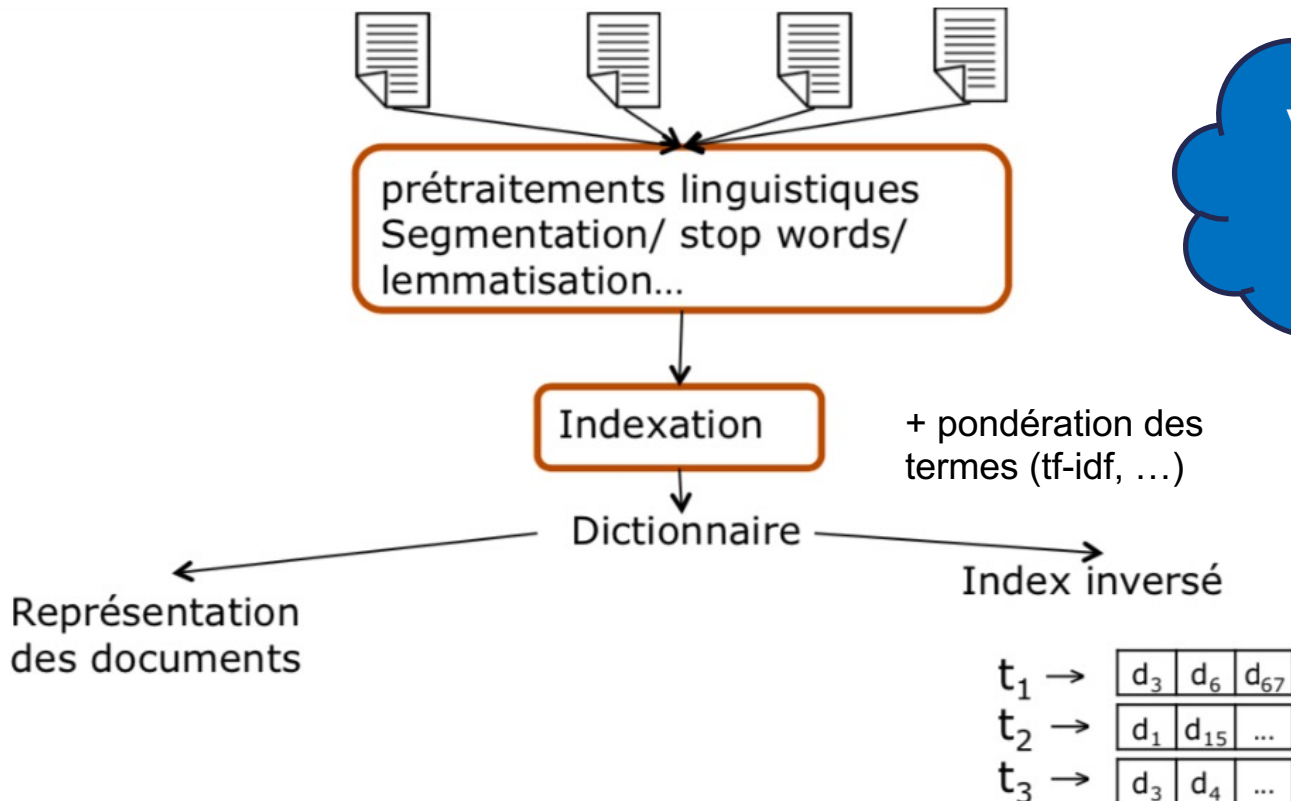 prétraitements linguistiques
Segmentation/ stop words/
lemmatisation…
Indexation
+ pondération des
termes (tf-idf, …)
Dictionnaire
Représentation
des documents
Index inversé
t₁ → d₃ d₆ d₆₇
t₂ → d₁ d₁₅ ...
t₃ → d₃ d₄ ...